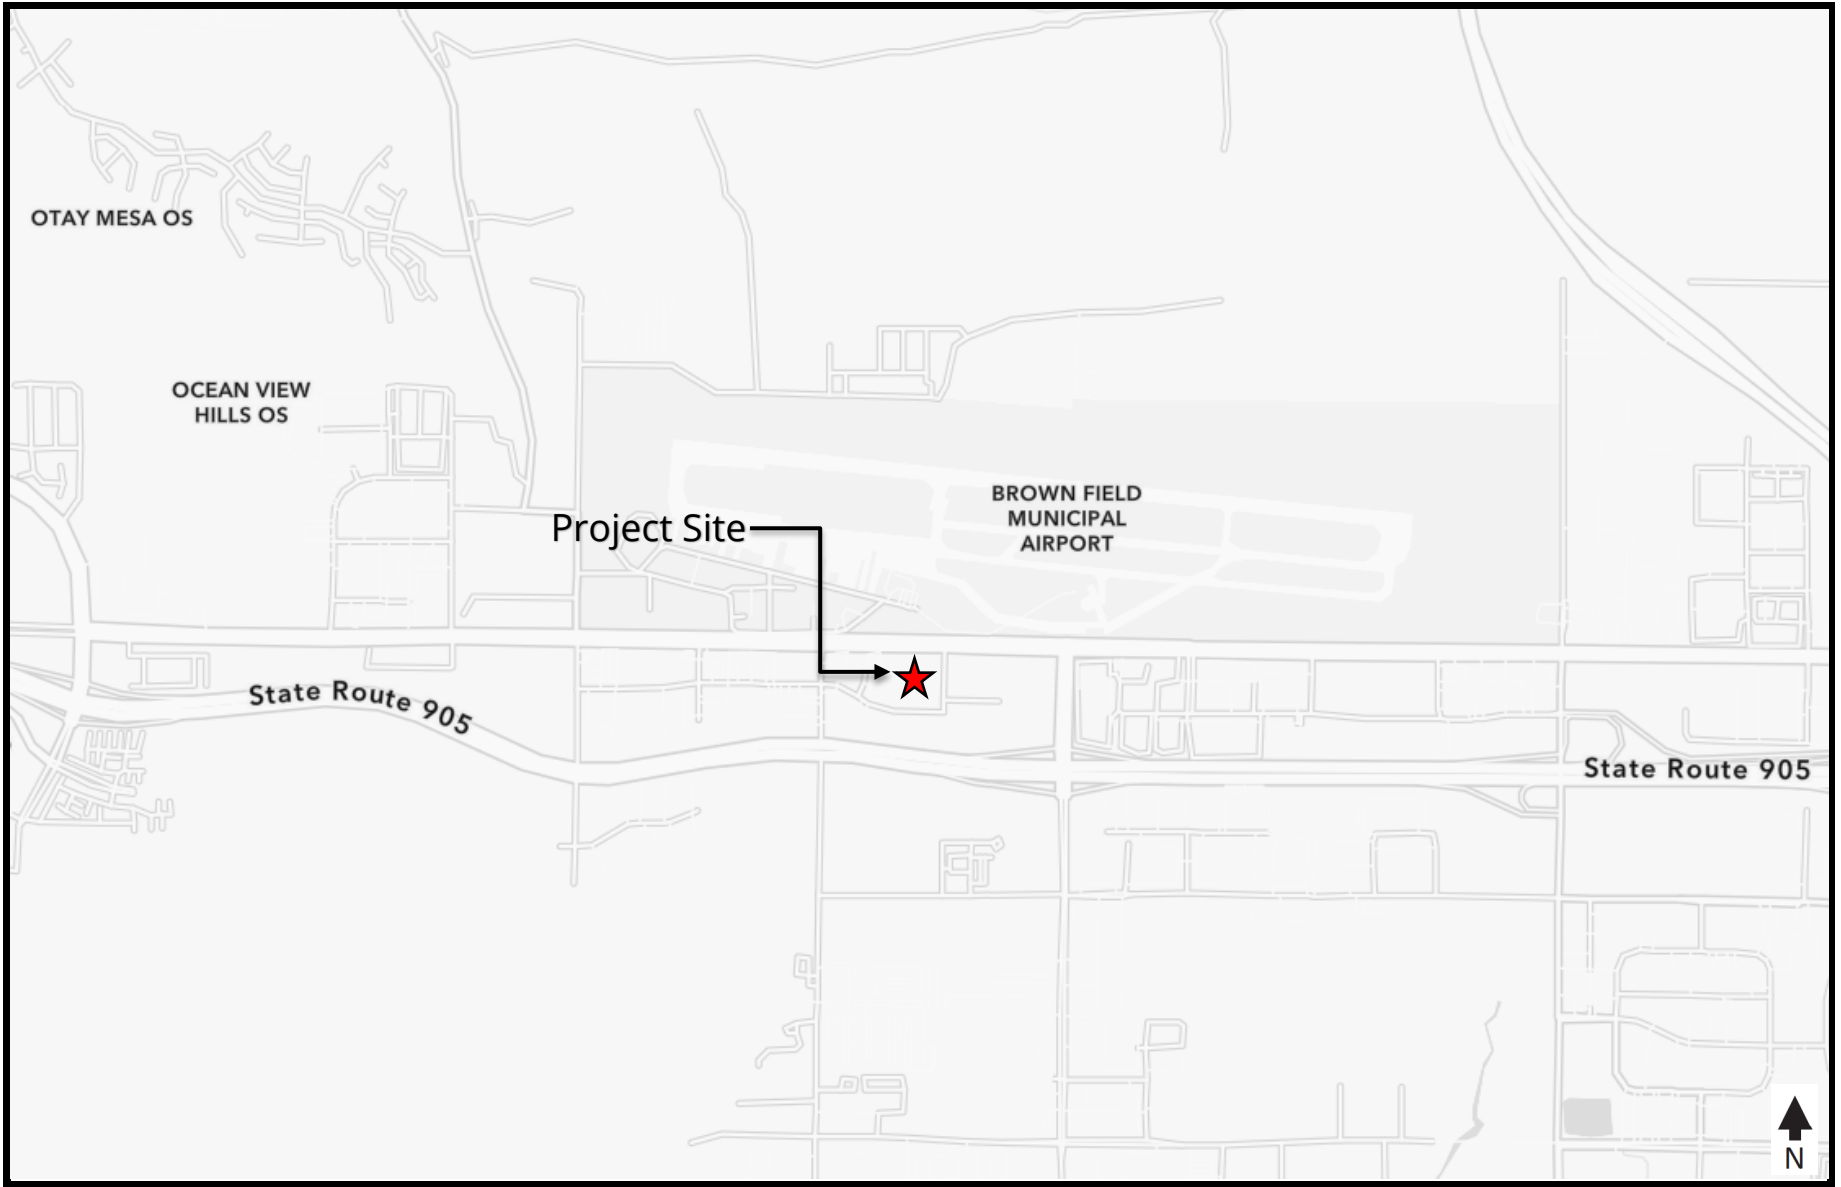 OTAY MESA OS
OCEAN VIEW
HILLS OS
BROWN FIELD
MUNICIPAL
AIRPORT
Project Site
State Route 905
State Route 905
N